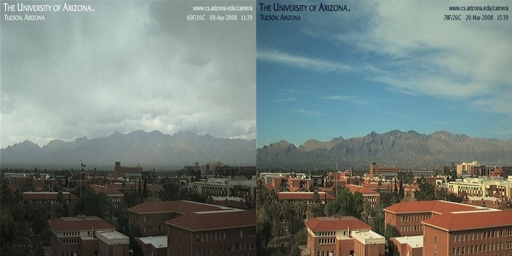 The University of Arizona.
Tucson, Arizona
www.cs.arizona.edu/camera
60F/16C 09-Apr-2008 11:29
The University of Arizona.
Tucson, Arizona
www.cs.arizona.edu/camera
78F/26C 20-Mar-2008 15:39